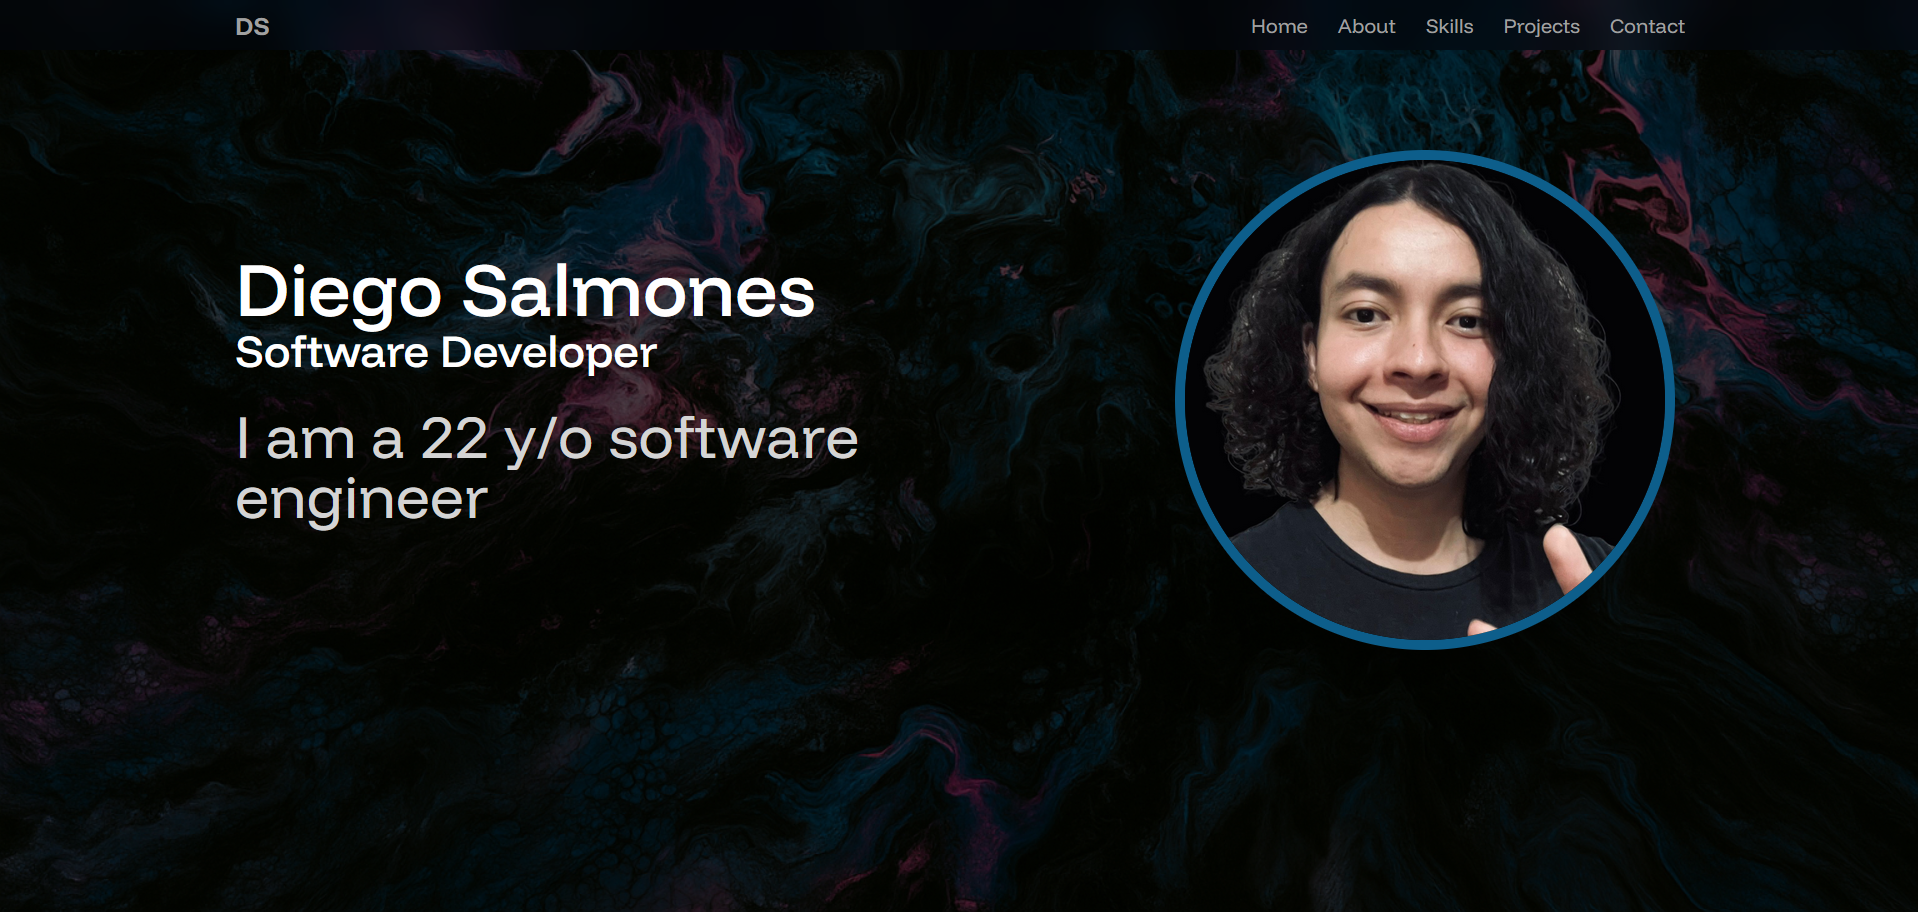 DS
Home About Skills Projects Contact
Diego Salmones
Software Developer
I am a 22 y/o software
engineer